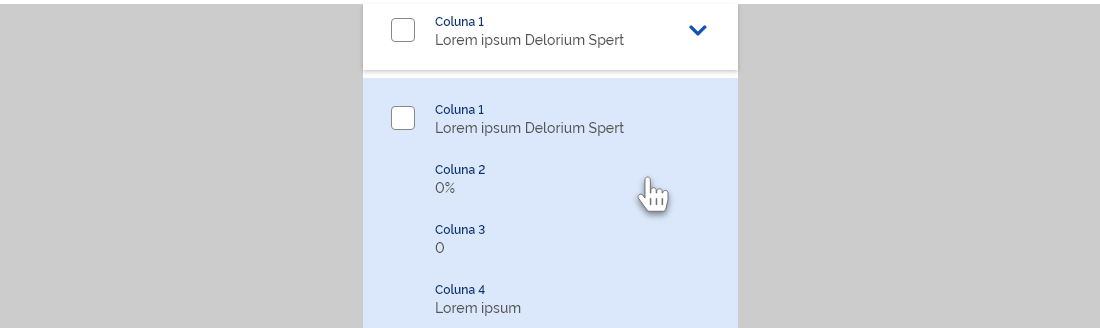 Coluna 1
Lorem ipsum Delorium Spert
Coluna 1
Lorem ipsum Delorium Spert
Coluna 2
0%
Coluna 3
0
Coluna 4
Lorem ipsum